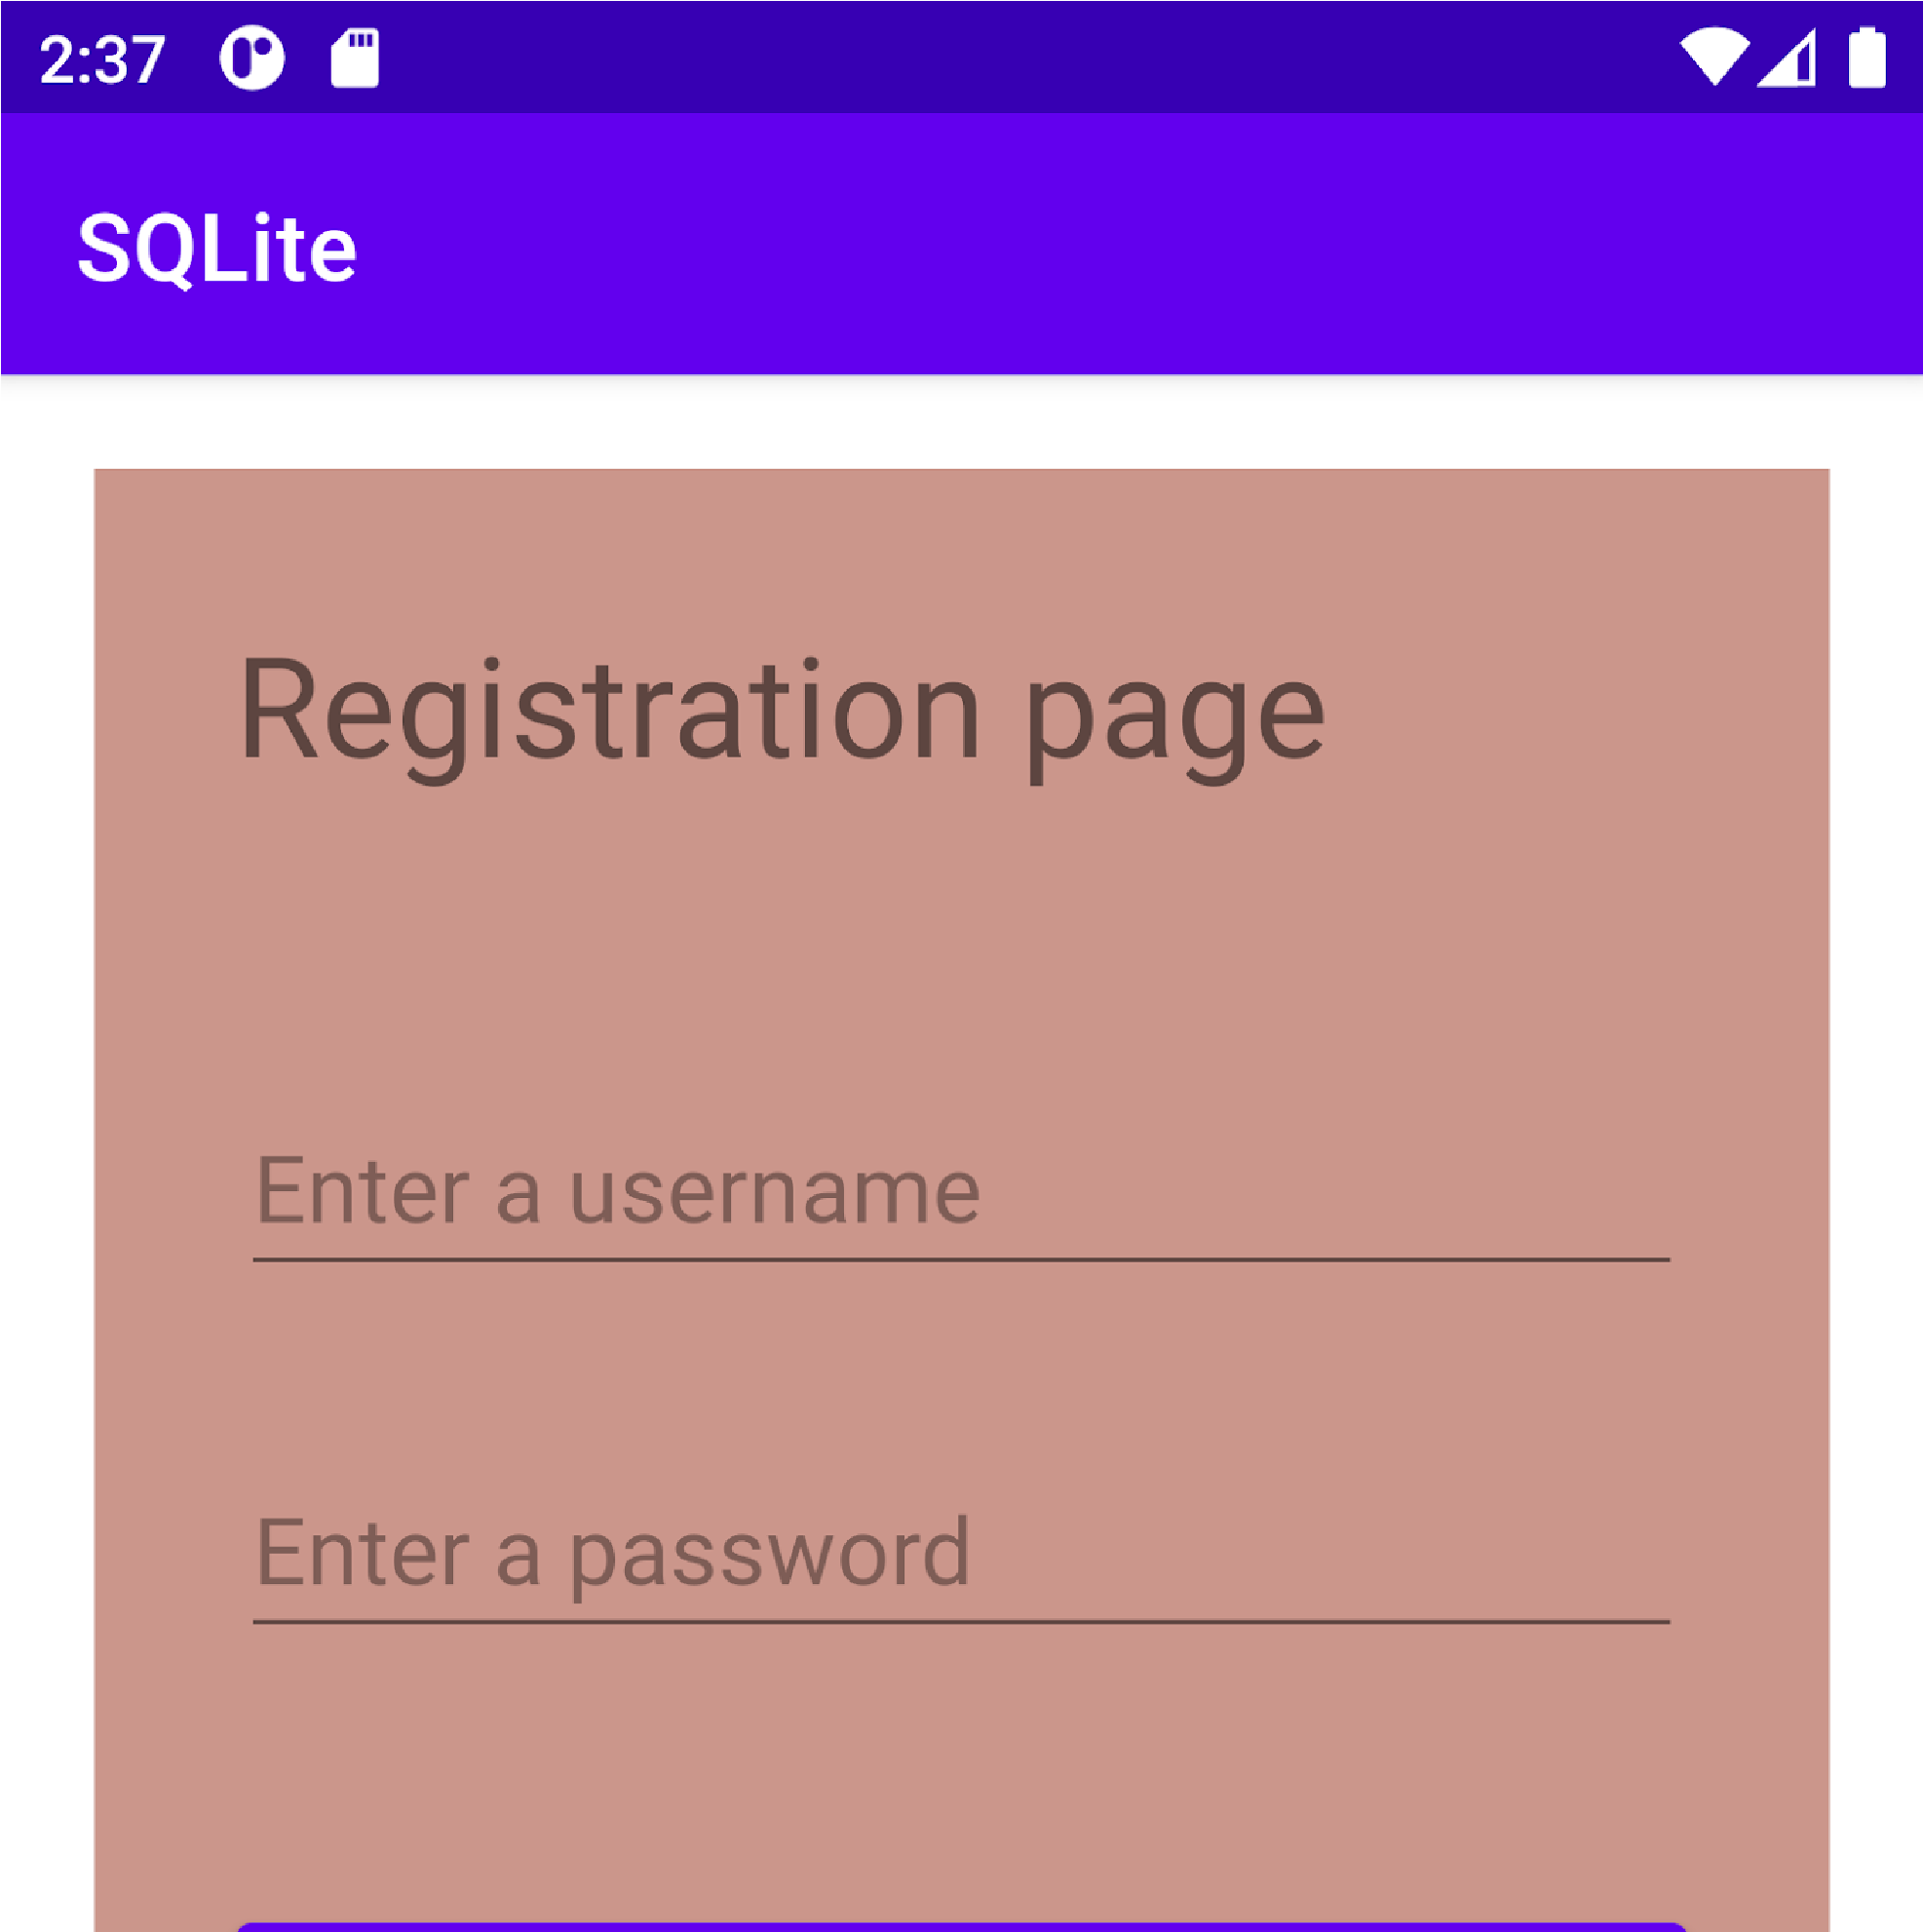 2:37
SQLite
Registration page
Enter a username
Enter a password